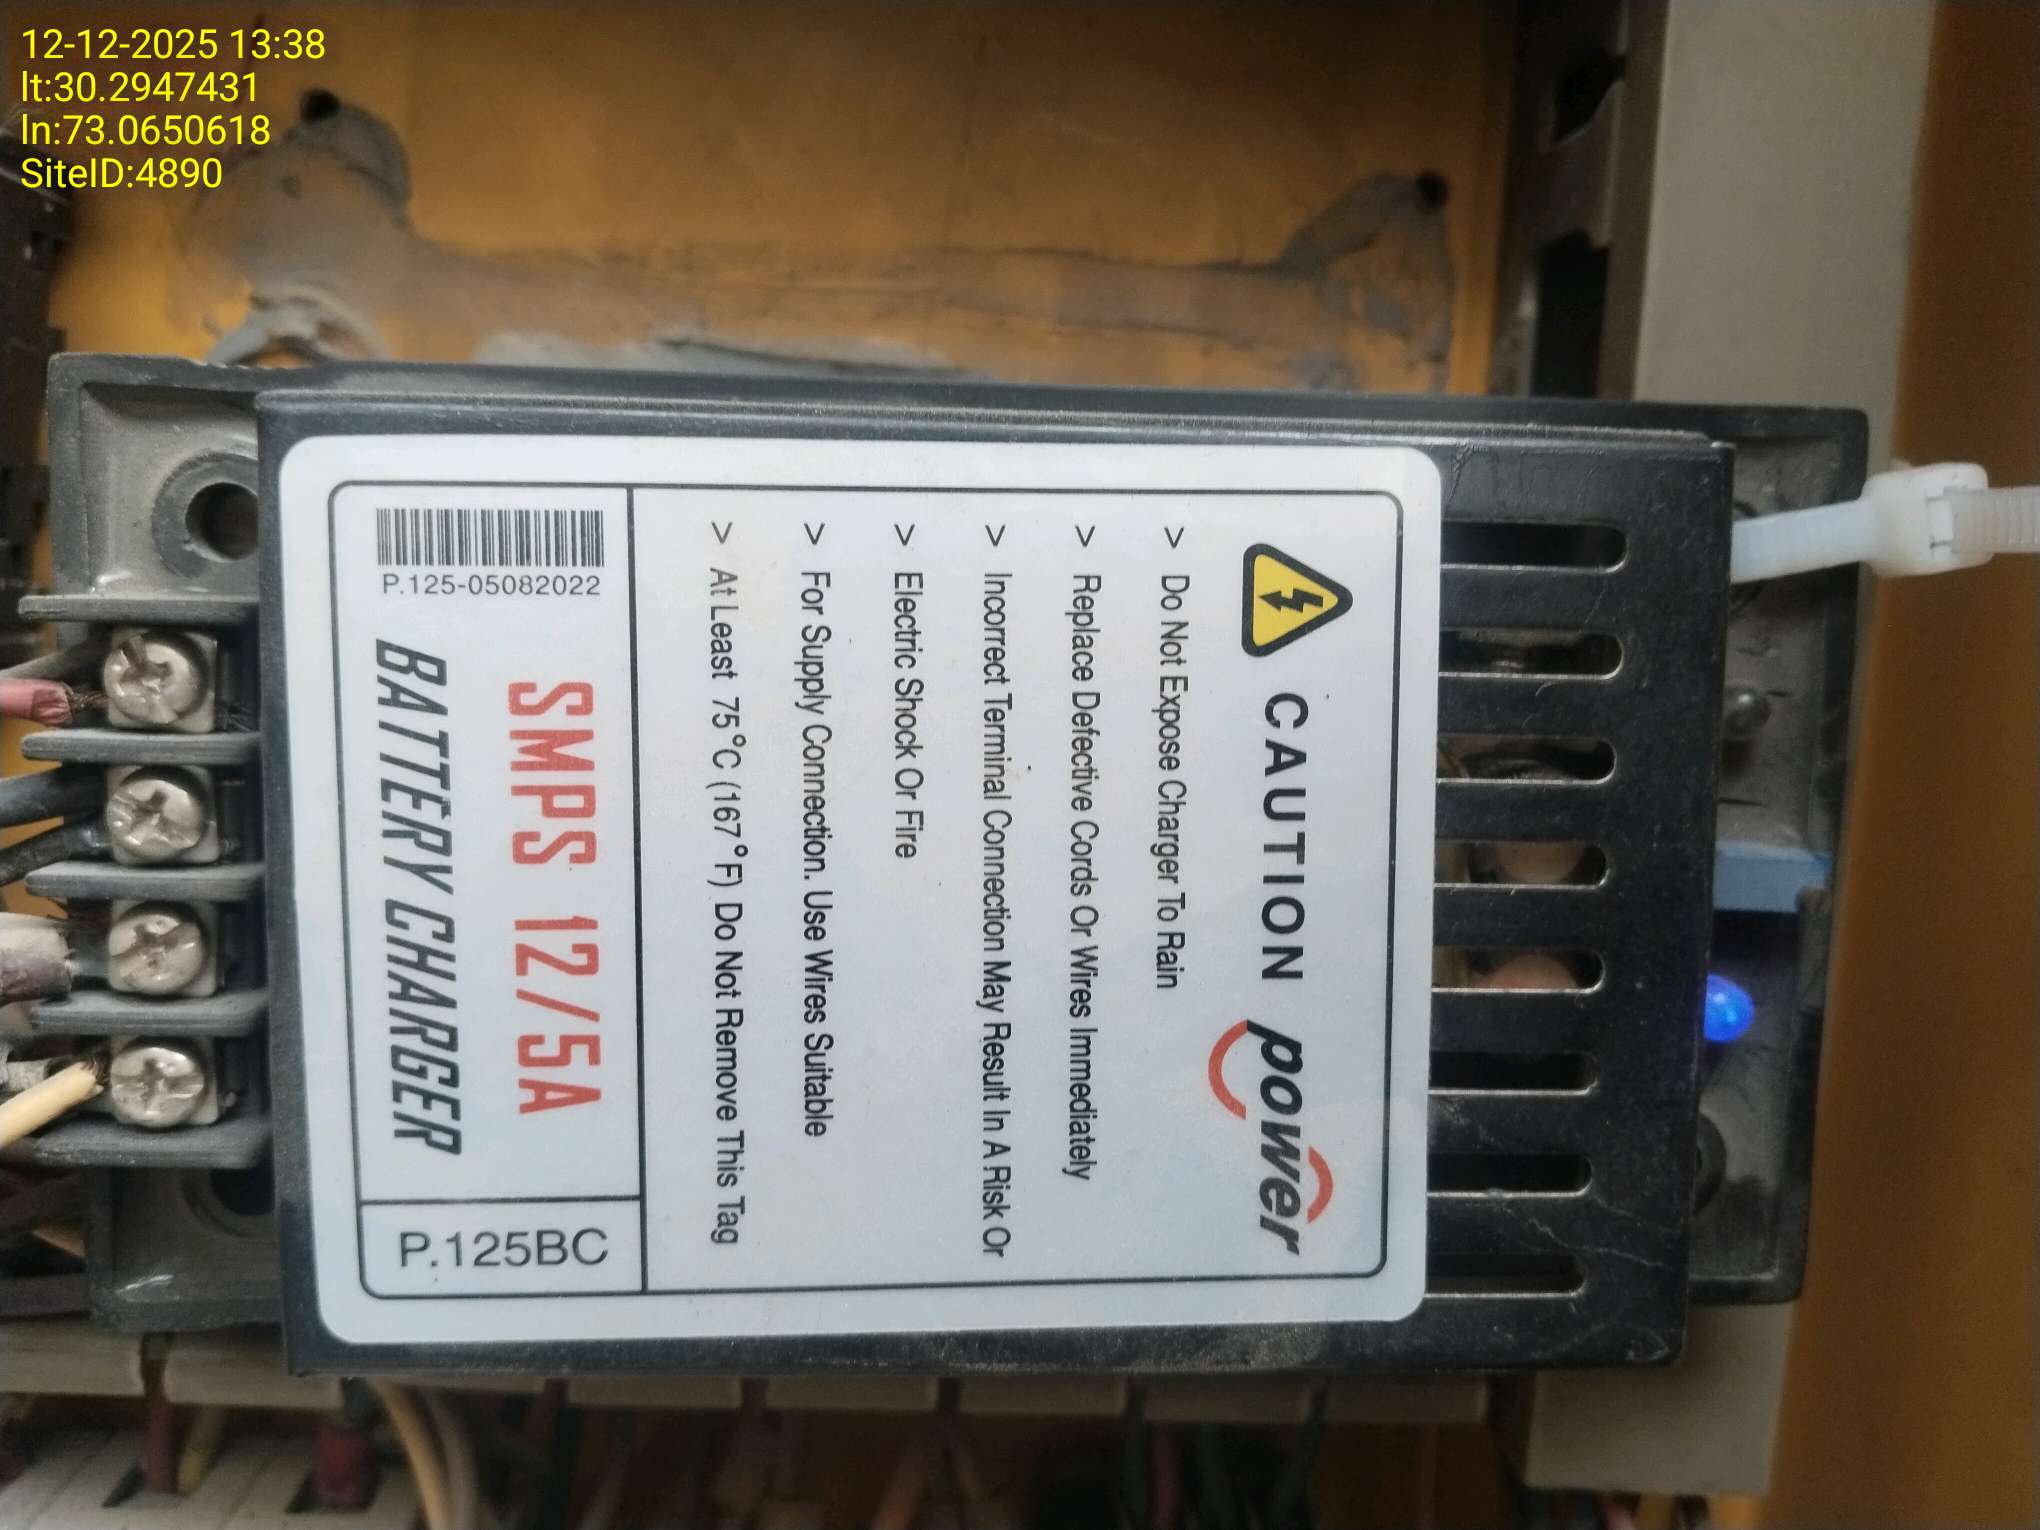 12-12-2025 13:38
lt:30.2947431
ln:73.0650618
SiteID:4890
CAUTION power
> Do Not Expose Charger To Rain
> Replace Defective Cords Or Wires Immediately
> Incorrect Terminal Connection May Result In A Risk Or
> Electric Shock Or Fire
> For Supply Connection. Use Wires Suitable
> At Least 75°C (167°F) Do Not Remove This Tag
P.125-05082022
SMPS 12/5A
BATTERY CHARGER
P.125BC